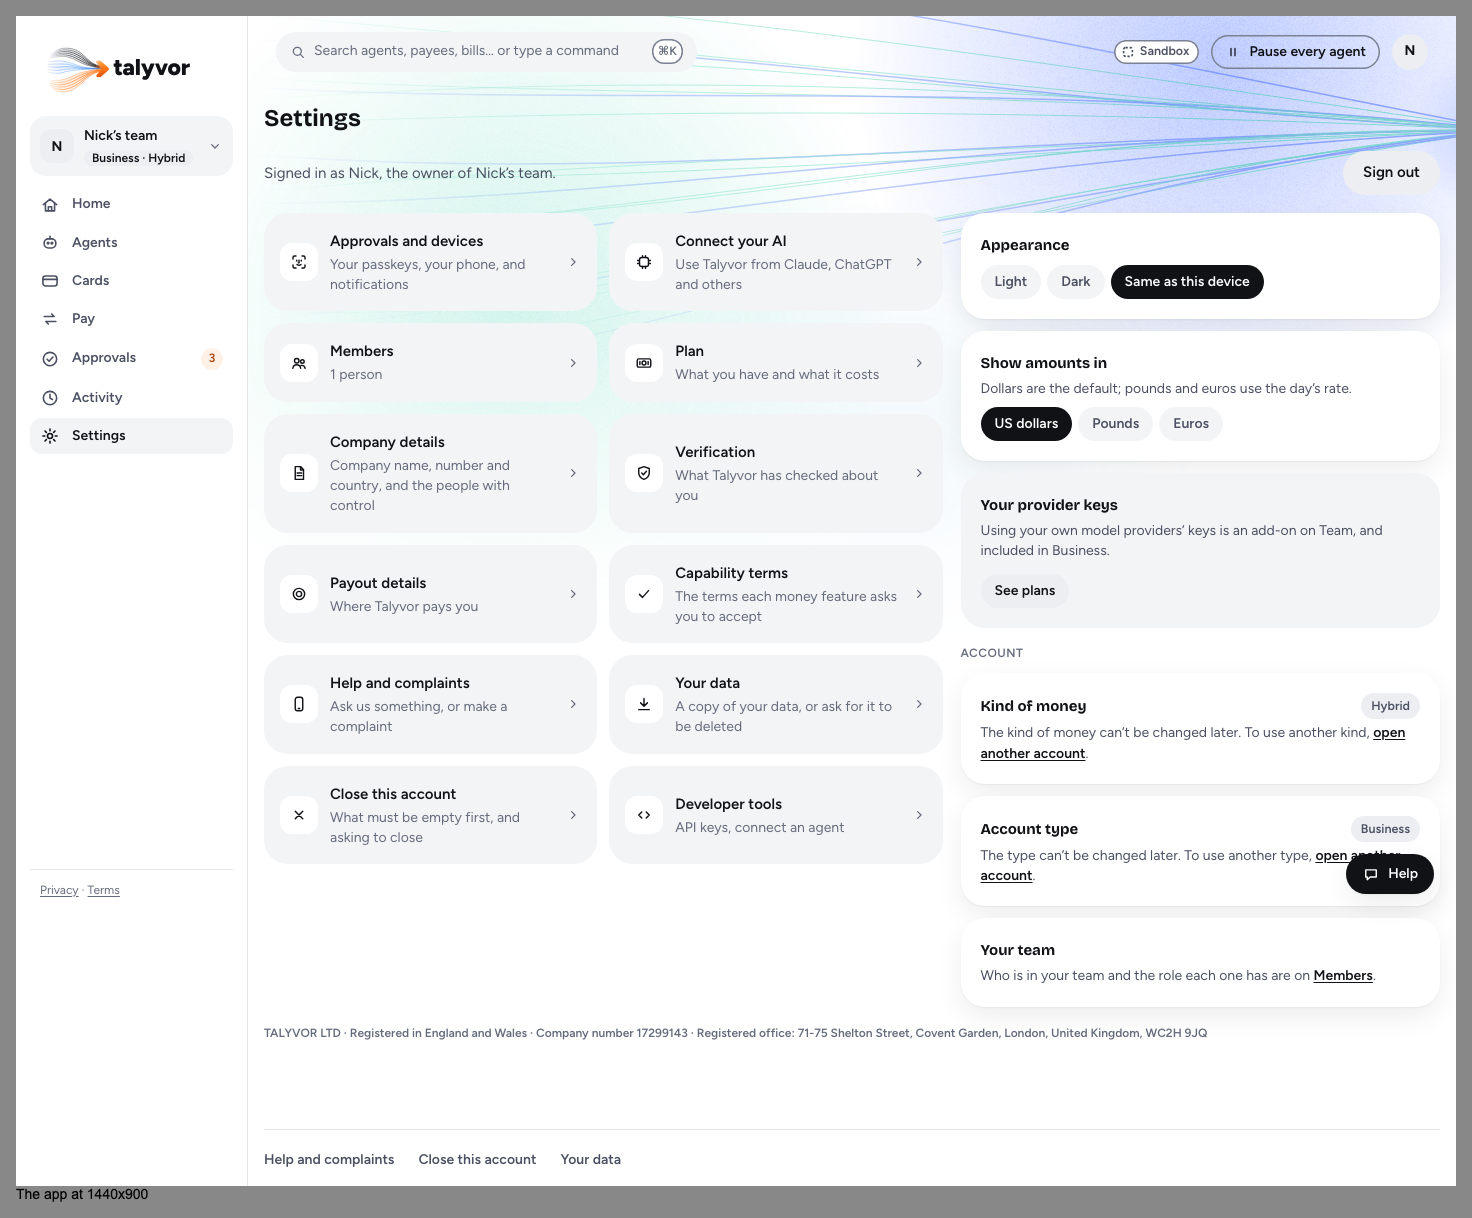 talyvor
N
Nick's team
Business · Hybrid
Home
Agents
Cards
Pay
Approvals
3
Activity
Settings
Privacy · Terms
Search agents, payees, bills... or type a command
⌘K
Sandbox
Pause every agent
N
Settings
Signed in as Nick, the owner of Nick's team.
Sign out
Approvals and devices
Your passkeys, your phone, and
notifications
Connect your AI
Use Talyvor from Claude, ChatGPT
and others
Members
1 person
Plan
What you have and what it costs
Company details
Company name, number and
country, and the people with
control
Verification
What Talyvor has checked about
you
Payout details
Where Talyvor pays you
Capability terms
The terms each money feature asks
you to accept
Help and complaints
Ask us something, or make a
complaint
Your data
A copy of your data, or ask for it to
be deleted
Close this account
What must be empty first, and
asking to close
Developer tools
API keys, connect an agent
Appearance
Light
Dark
Same as this device
Show amounts in
Dollars are the default; pounds and euros use the day's rate.
US dollars
Pounds
Euros
Your provider keys
Using your own model providers' keys is an add-on on Team, and
included in Business.
See plans
ACCOUNT
Kind of money
Hybrid
The kind of money can't be changed later. To use another kind, open
another account.
Account type
Business
The type can't be changed later. To use another type, open another
account.
Help
Your team
Who is in your team and the role each one has are on Members.
TALYVOR LTD · Registered in England and Wales · Company number 17299143 · Registered office: 71-75 Shelton Street, Covent Garden, London, United Kingdom, WC2H 9JQ
Help and complaints
Close this account
Your data
The app at 1440x900